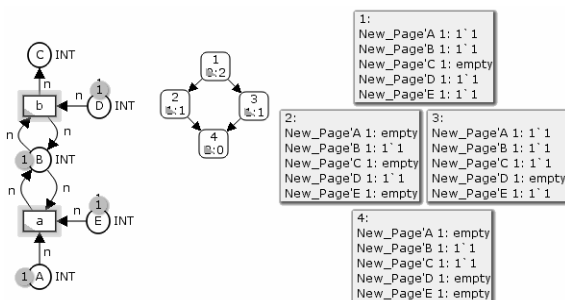 C INT
n
1
b
n
D
INT
n
n
1
B
INT
n
n
1
a
n
E
INT
n
1
A
INT
1
:2
2
:1
3
:1
4
:0
1:
New_Page'A 1: 1`1
New_Page'B 1: 1`1
New_Page'C 1: empty
New_Page'D 1: 1`1
New_Page'E 1: 1`1
2:
New_Page'A 1: empty
New_Page'B 1: 1`1
New_Page'C 1: empty
New_Page'D 1: 1`1
New_Page'E 1: empty
3:
New_Page'A 1: 1`1
New_Page'B 1: 1`1
New_Page'C 1: 1`1
New_Page'D 1: empty
New_Page'E 1: 1`1
4:
New_Page'A 1: empty
New_Page'B 1: 1`1
New_Page'C 1: 1`1
New_Page'D 1: empty
New_Page'E 1: empty